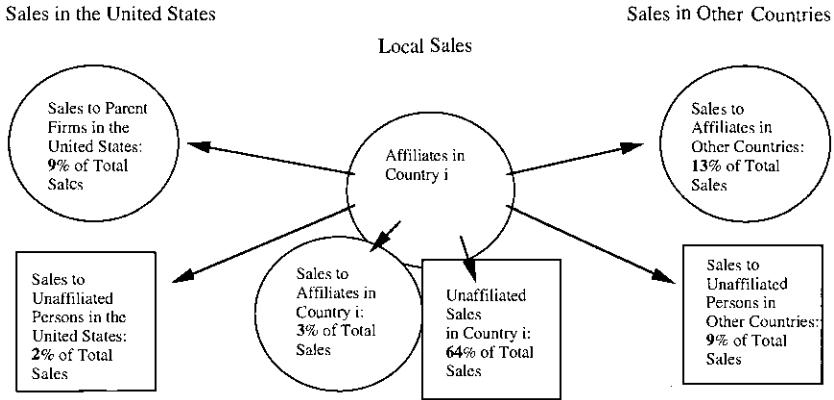 Sales in the United States
Sales in Other Countries
Local Sales
Sales to Parent
Firms in the
United States:
9% of Total
Sales
Affiliates in
Country i
Sales to
Affiliates in
Other Countries:
13% of Total
Sales
Sales to
Unaffiliated
Persons in the
United States:
2% of Total
Sales
Sales to
Affiliates in
Country i:
3% of Total
Sales
Unaffiliated
Sales
in Country i:
64% of Total
Sales
Sales to
Unaffiliated
Persons in
Other Countries:
9% of Total
Sales